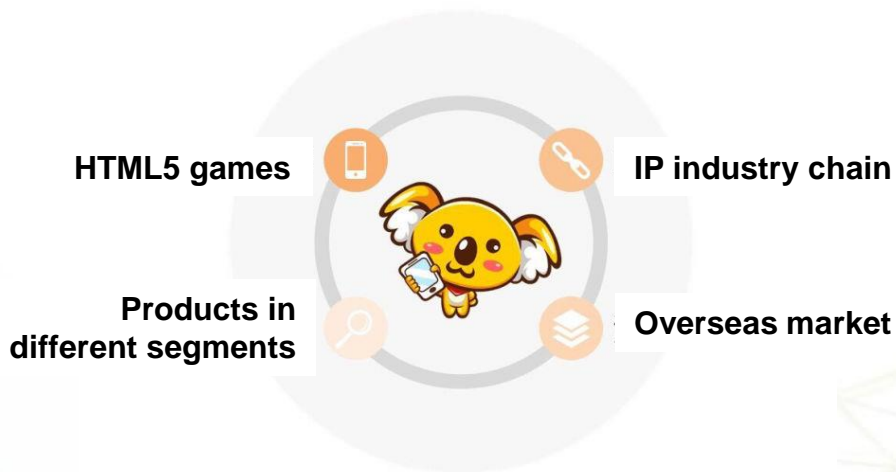 HTML5 games
IP industry chain
Products in
different segments
Overseas market